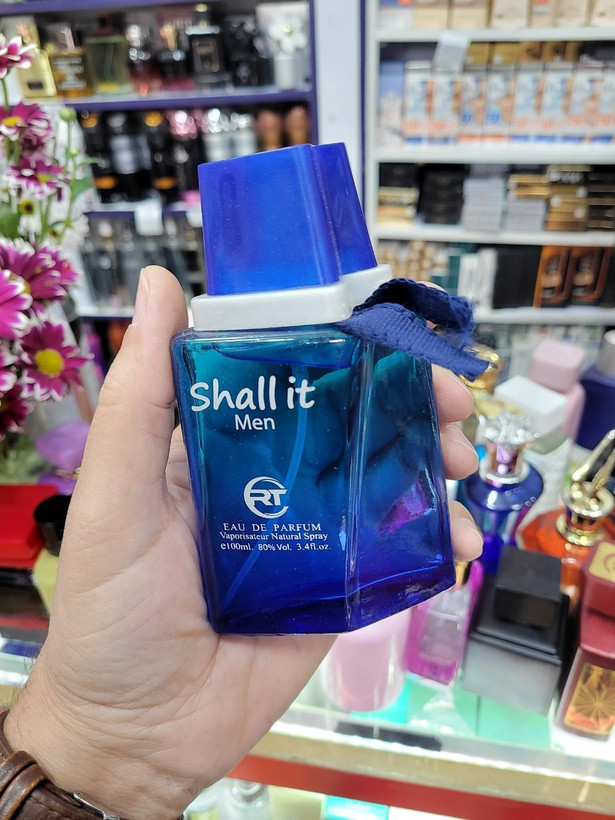 Shall it
Men
RT
EAU DE PARFUM
Vaporisateur Natural Spray
e100ml. 80%Vol. 3.4fl.oz.